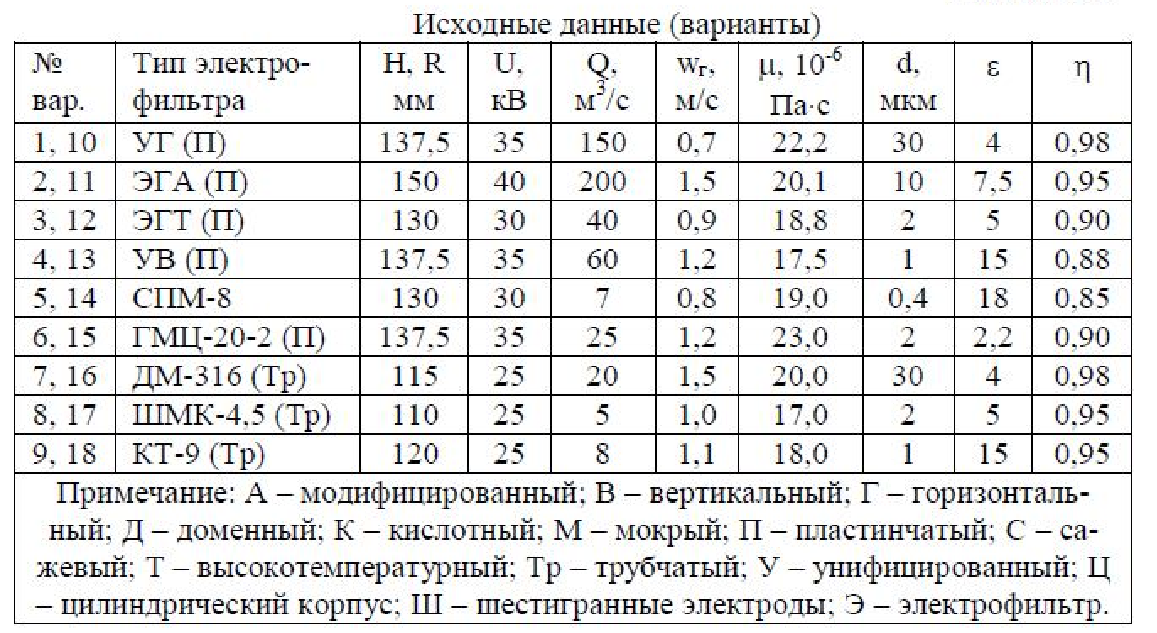 Исходные данные (варианты)
№ вар. Тип электро-фильтра H, R мм U, кВ Q, м³/с wг, м/с μ, 10⁻⁶ Па·с d, мкм ε η
1, 10 УГ (П) 137,5 35 150 0,7 22,2 30 4 0,98
2, 11 ЭГА (П) 150 40 200 1,5 20,1 10 7,5 0,95
3, 12 ЭГТ (П) 130 30 40 0,9 18,8 2 5 0,90
4, 13 УВ (П) 137,5 35 60 1,2 17,5 1 15 0,88
5, 14 СПМ-8 130 30 7 0,8 19,0 0,4 18 0,85
6, 15 ГМЦ-20-2 (П) 137,5 35 25 1,2 23,0 2 2,2 0,90
7, 16 ДМ-316 (Тр) 115 25 20 1,5 20,0 30 4 0,98
8, 17 ШМК-4,5 (Тр) 110 25 5 1,0 17,0 2 5 0,95
9, 18 КТ-9 (Тр) 120 25 8 1,1 18,0 1 15 0,95
Примечание: А – модифицированный; В – вертикальный; Г – горизонталь-
ный; Д – доменный; К – кислотный; М – мокрый; П – пластинчатый; С – са-
жевый; Т – высокотемпературный; Тр – трубчатый; У – унифицированный; Ц
– цилиндрический корпус; Ш – шестигранные электроды; Э – электрофильтр.